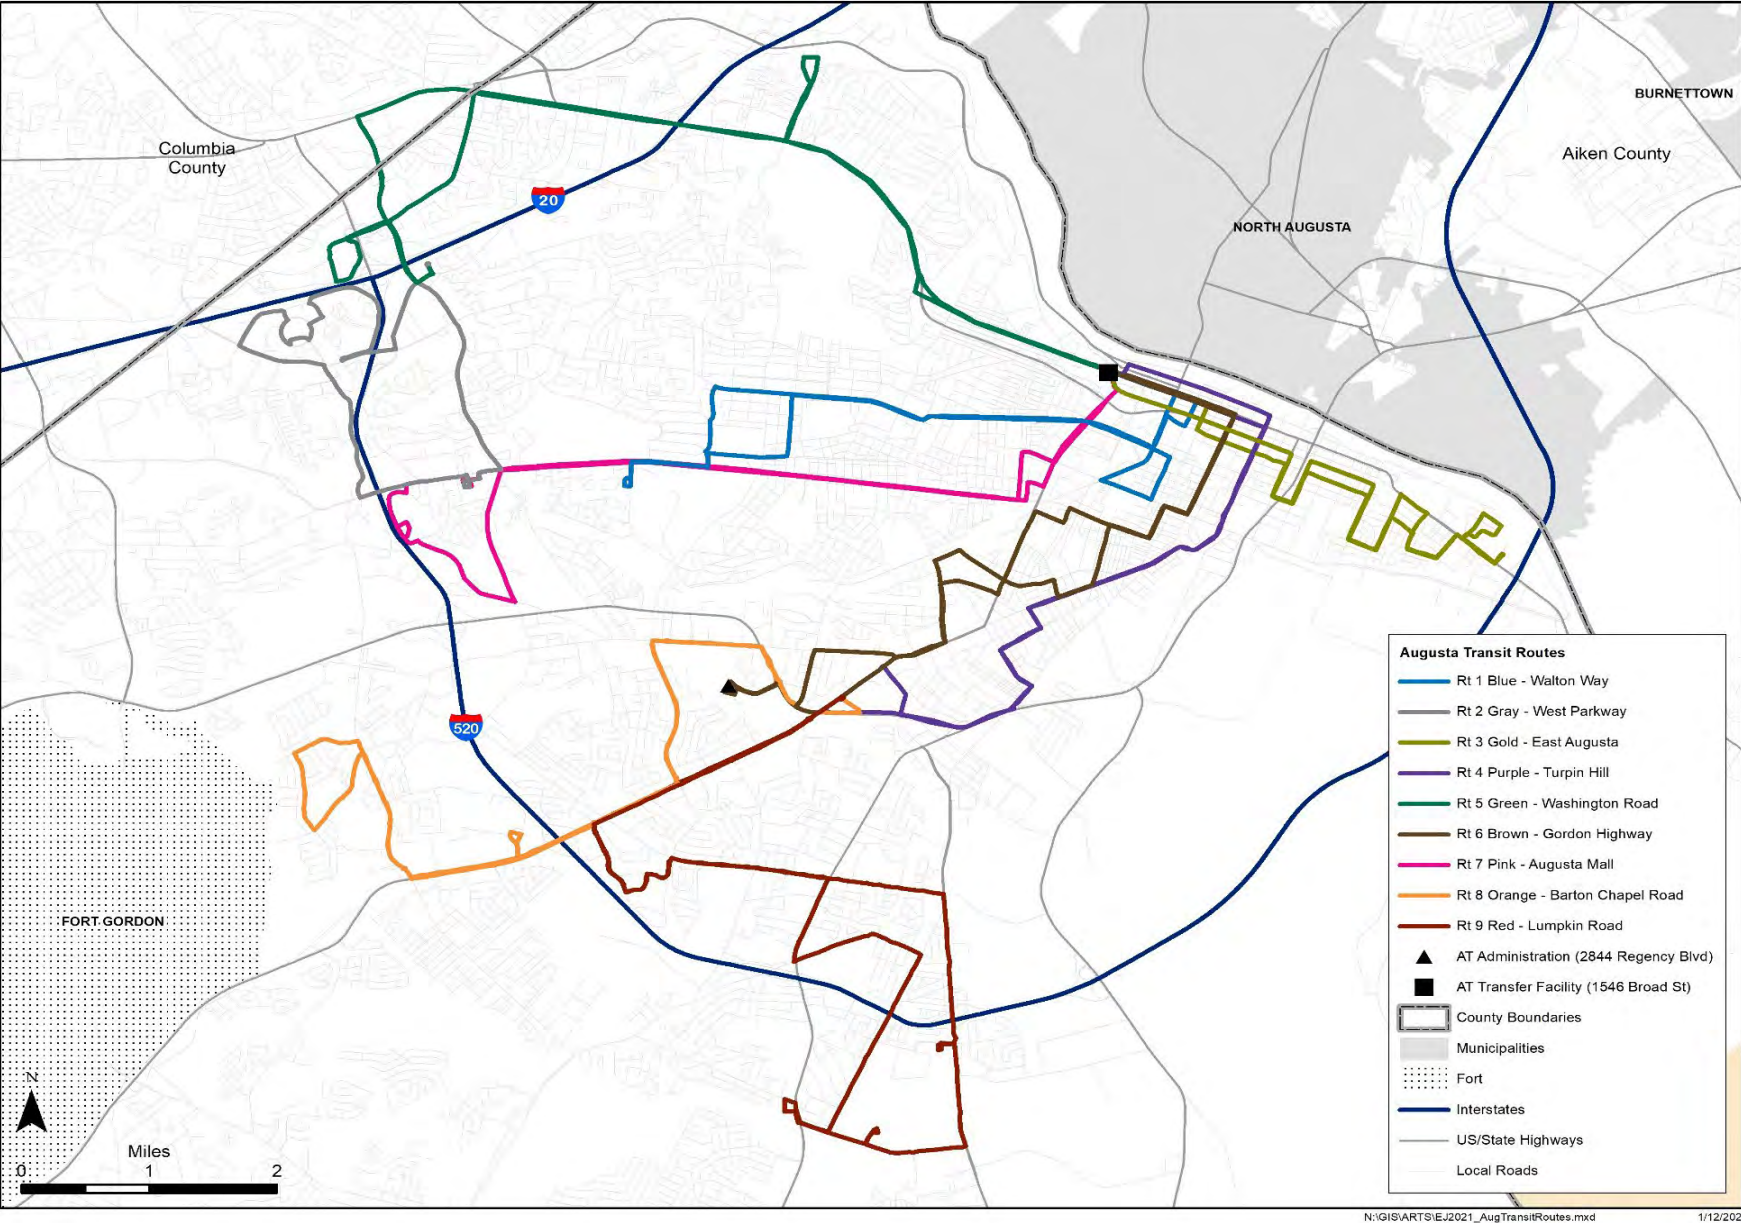 BURNETTOWN
Columbia
County
Aiken County
20
NORTH AUGUSTA
520
FORT GORDON
N
Miles
0 1 2
Augusta Transit Routes
Rt 1 Blue - Walton Way
Rt 2 Gray - West Parkway
Rt 3 Gold - East Augusta
Rt 4 Purple - Turpin Hill
Rt 5 Green - Washington Road
Rt 6 Brown - Gordon Highway
Rt 7 Pink - Augusta Mall
Rt 8 Orange - Barton Chapel Road
Rt 9 Red - Lumpkin Road
AT Administration (2844 Regency Blvd)
AT Transfer Facility (1546 Broad St)
County Boundaries
Municipalities
Fort
Interstates
US/State Highways
Local Roads
N:\GIS\ARTS\EJ2021_AugTransitRoutes.mxd 1/12/202